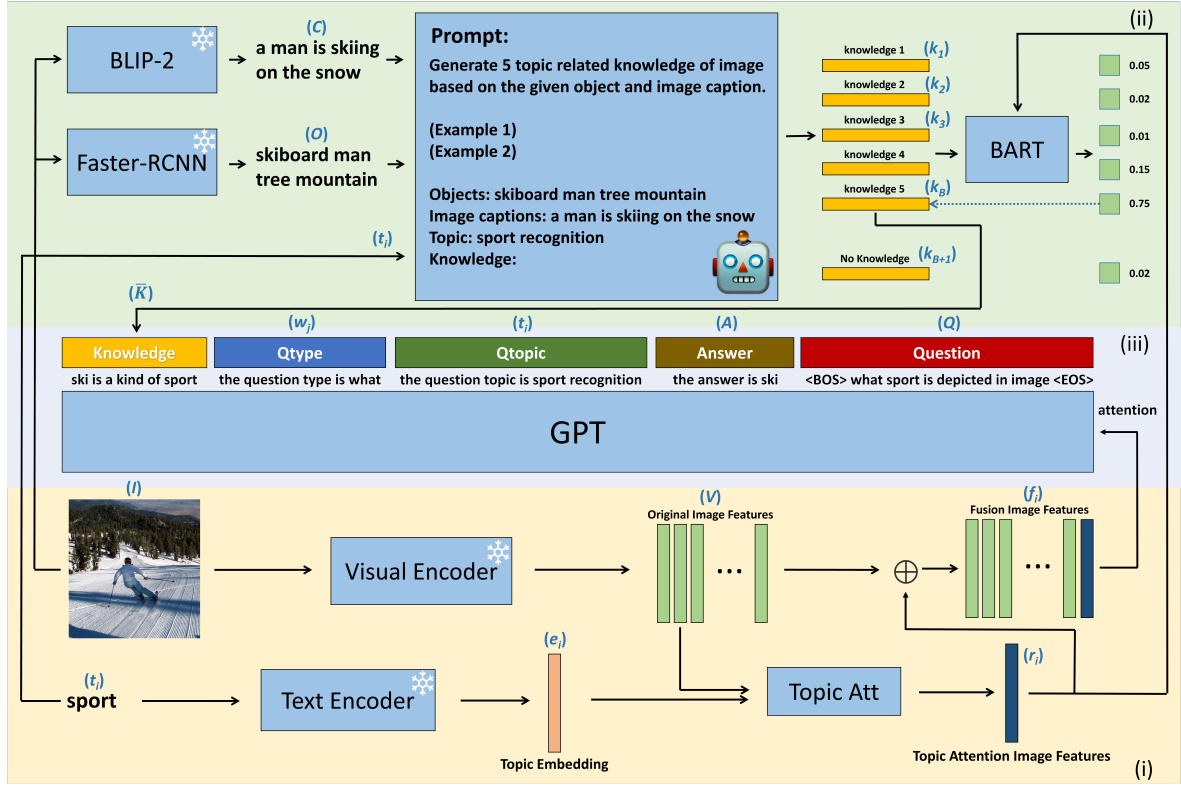 (ii)
BLIP-2
(C)
a man is skiing
on the snow
Faster-RCNN
(O)
skiboard man
tree mountain
(tᵢ)
Prompt:
Generate 5 topic related knowledge of image
based on the given object and image caption.
(Example 1)
(Example 2)
Objects: skiboard man tree mountain
Image captions: a man is skiing on the snow
Topic: sport recognition
Knowledge:
knowledge 1 (k₁)
knowledge 2 (k₂)
knowledge 3 (k₃)
knowledge 4
knowledge 5 (k_B)
No Knowledge (k_{B+1})
BART
0.05
0.02
0.01
0.15
0.75
0.02
(iii)
(K̅)
(wⱼ)
(tᵢ)
(A)
(Q)
Knowledge
Qtype
Qtopic
Answer
Question
ski is a kind of sport
the question type is what
the question topic is sport recognition
the answer is ski
<BOS> what sport is depicted in image <EOS>
GPT
attention
(I)
Visual Encoder
(V)
Original Image Features
...
(fᵢ)
Fusion Image Features
...
(tᵢ)
sport
Text Encoder
(eᵢ)
Topic Embedding
Topic Att
(rᵢ)
Topic Attention Image Features
(i)